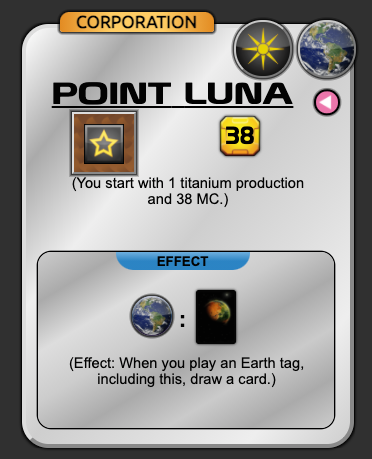 CORPORATION
POINT LUNA
38
(You start with 1 titanium production
and 38 MC.)
EFFECT
:
(Effect: When you play an Earth tag,
including this, draw a card.)